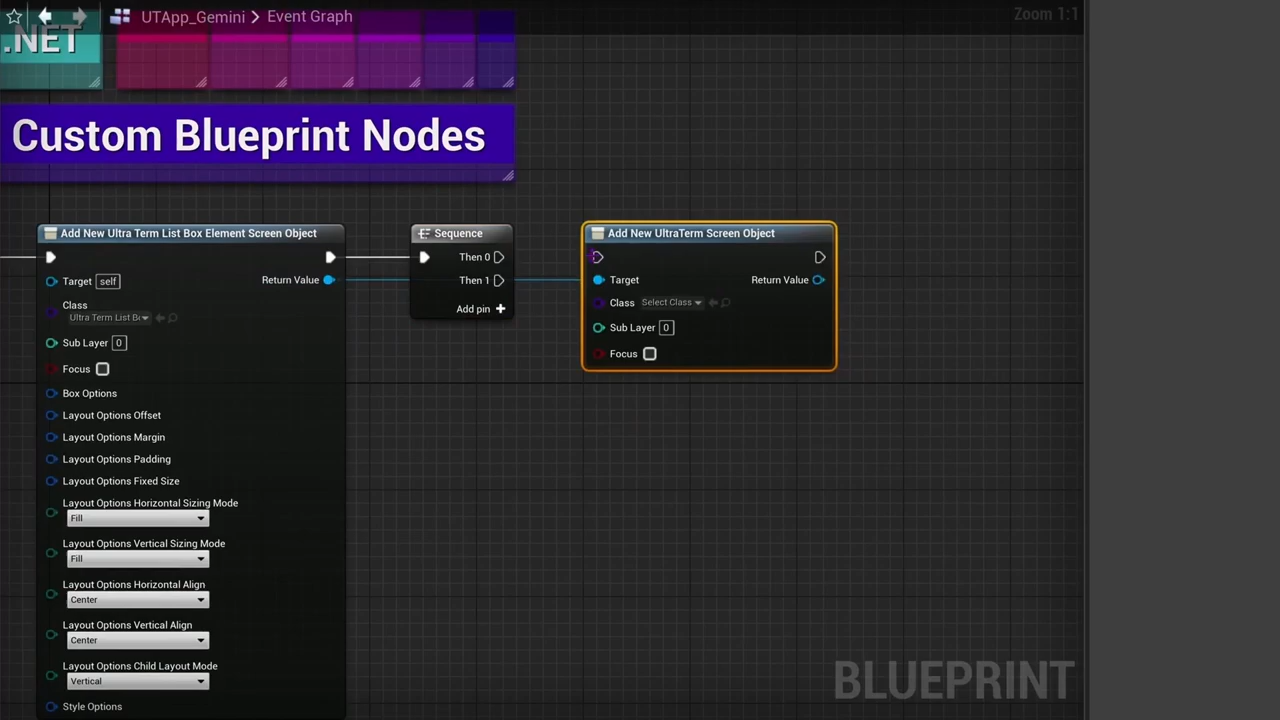 UTApp_Gemini > Event Graph
Zoom 1:1
.NET
Custom Blueprint Nodes
Add New Ultra Term List Box Element Screen Object
Target self
Return Value
Class
Ultra Term List Bo
Sub Layer 0
Focus
Box Options
Layout Options Offset
Layout Options Margin
Layout Options Padding
Layout Options Fixed Size
Layout Options Horizontal Sizing Mode
Fill
Layout Options Vertical Sizing Mode
Fill
Layout Options Horizontal Align
Center
Layout Options Vertical Align
Center
Layout Options Child Layout Mode
Vertical
Style Options
Sequence
Then 0
Then 1
Add pin
Add New UltraTerm Screen Object
Target
Return Value
Class Select Class
Sub Layer 0
Focus
BLUEPRINT